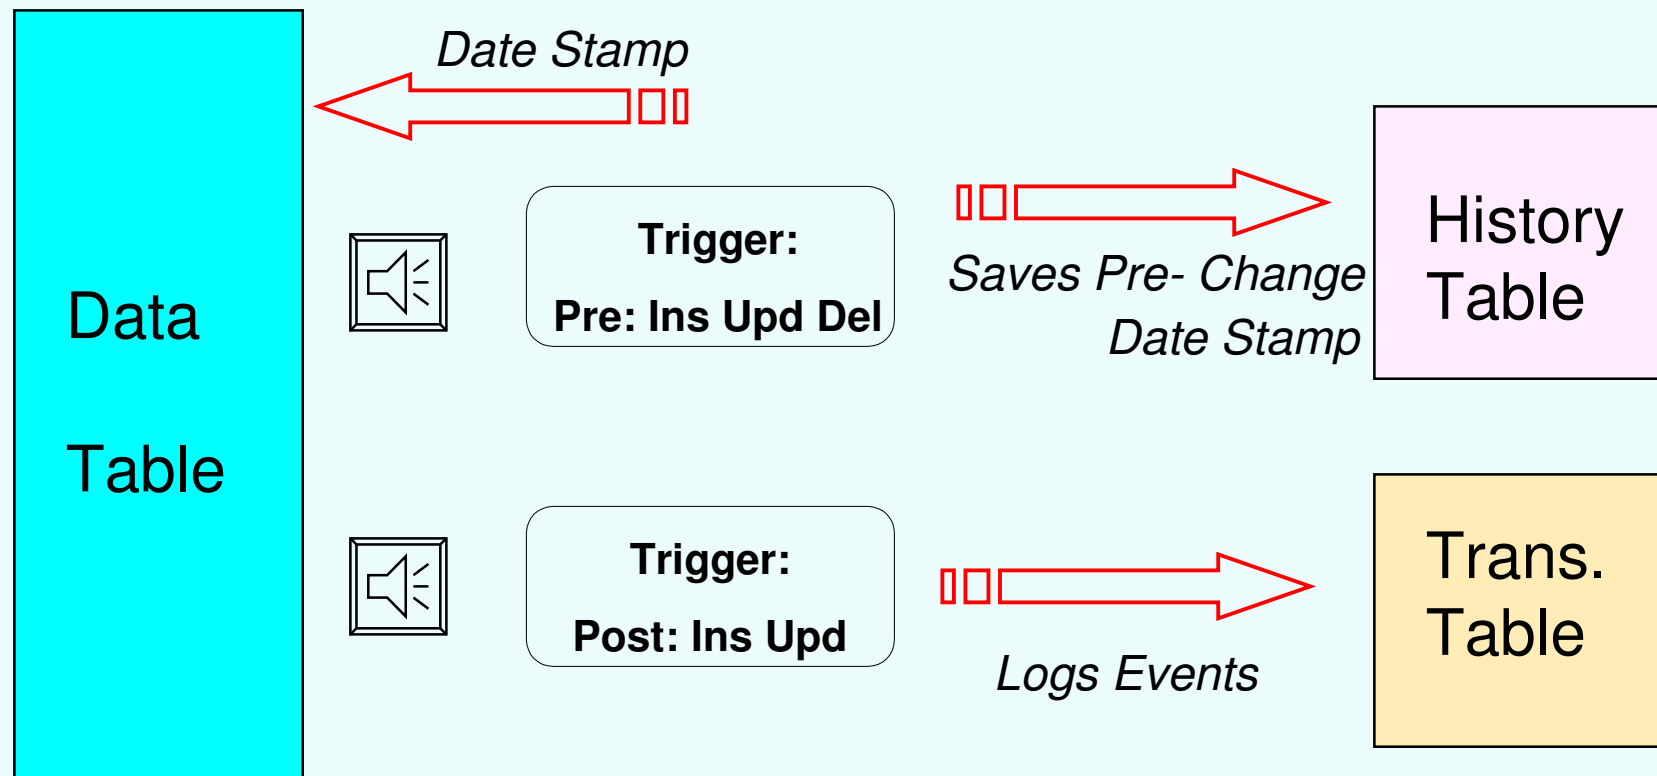 Date Stamp
Data
Table
Trigger:
Pre: Ins Upd Del
Saves Pre- Change
Date Stamp
History
Table
Trigger:
Post: Ins Upd
Logs Events
Trans.
Table